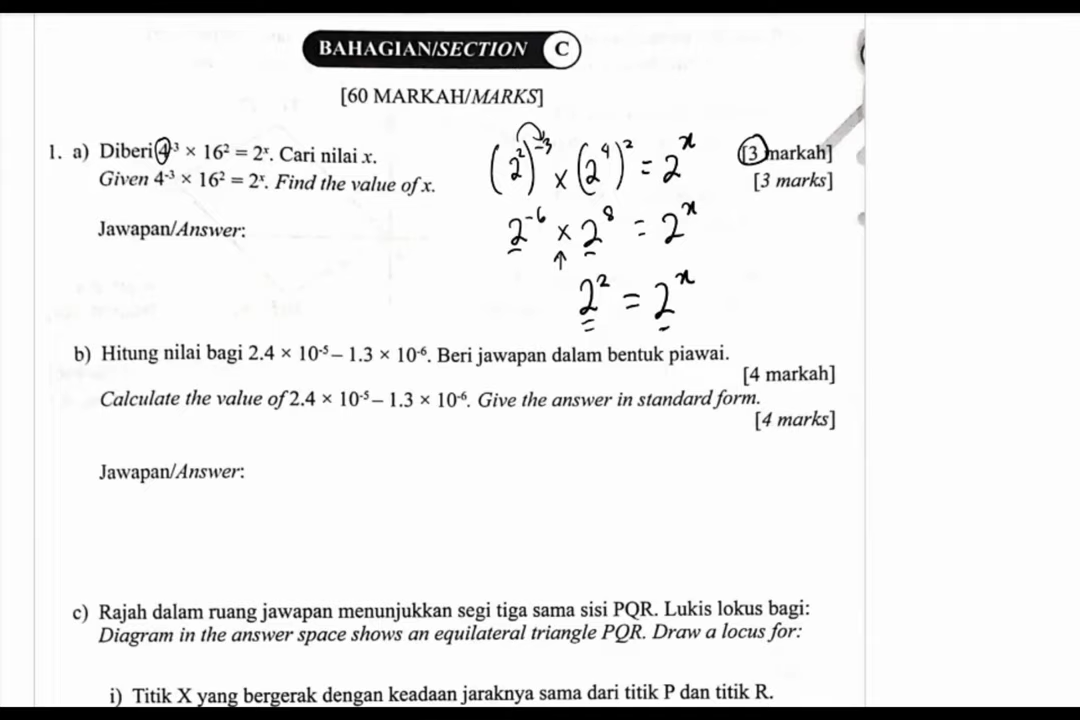 BAHAGIAN/SECTION C
[60 MARKAH/MARKS]
1. a) Diberi 4⁻³ × 16² = 2ˣ. Cari nilai x. [3 markah]
Given 4⁻³ × 16² = 2ˣ. Find the value of x. [3 marks]
(2²)⁻³ × (2⁴)² = 2ˣ
Jawapan/Answer:
2⁻⁶ × 2⁸ = 2ˣ
2² = 2ˣ
b) Hitung nilai bagi 2.4 × 10⁻⁵ – 1.3 × 10⁻⁶. Beri jawapan dalam bentuk piawai.
[4 markah]
Calculate the value of 2.4 × 10⁻⁵ – 1.3 × 10⁻⁶. Give the answer in standard form.
[4 marks]
Jawapan/Answer:
c) Rajah dalam ruang jawapan menunjukkan segi tiga sama sisi PQR. Lukis lokus bagi:
Diagram in the answer space shows an equilateral triangle PQR. Draw a locus for:
i) Titik X yang bergerak dengan keadaan jaraknya sama dari titik P dan titik R.